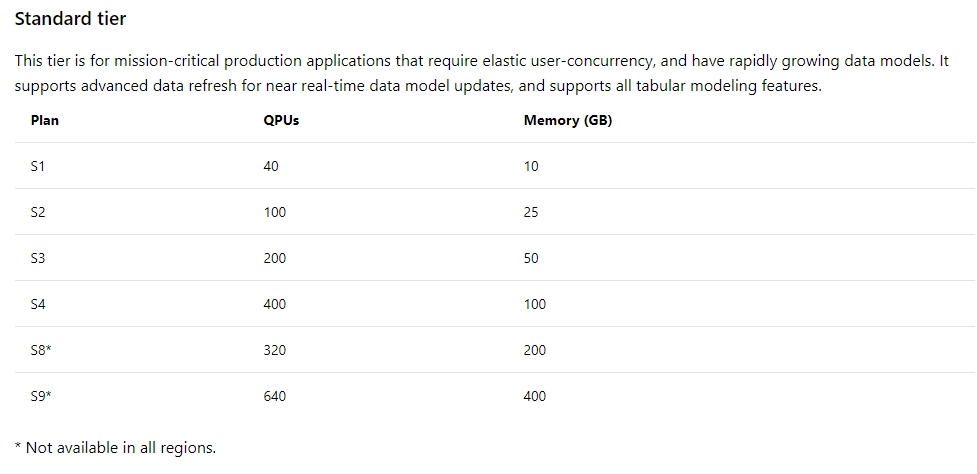 Standard tier
This tier is for mission-critical production applications that require elastic user-concurrency, and have rapidly growing data models. It
supports advanced data refresh for near real-time data model updates, and supports all tabular modeling features.
Plan QPUs Memory (GB)
S1 40 10
S2 100 25
S3 200 50
S4 400 100
S8* 320 200
S9* 640 400
* Not available in all regions.